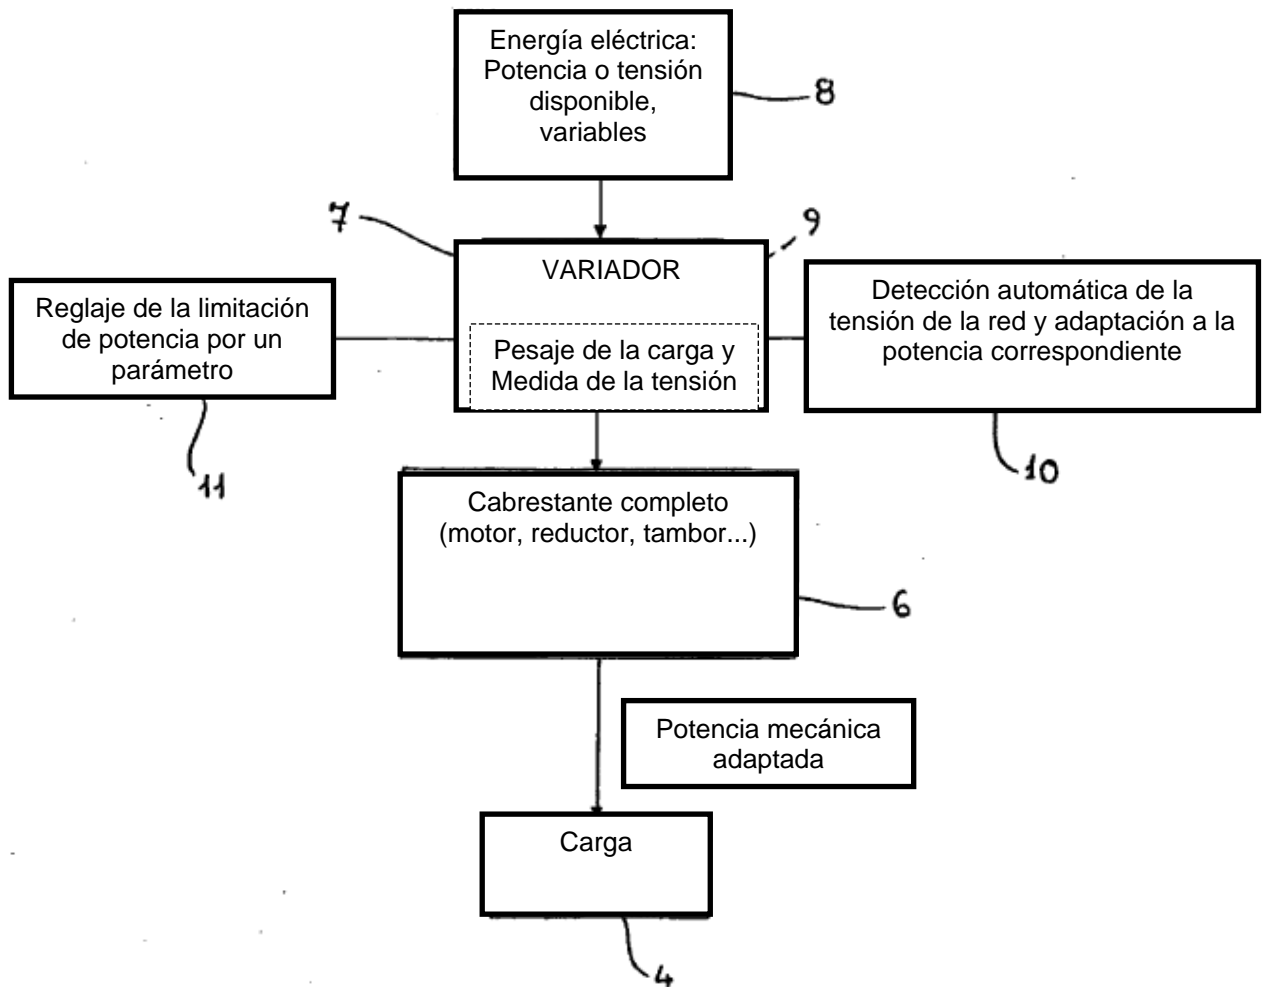 Energía eléctrica:
Potencia o tensión
disponible,
variables
8
7
9
VARIADOR
Reglaje de la limitación
de potencia por un
parámetro
Pesaje de la carga y
Medida de la tensión
Detección automática de la
tensión de la red y adaptación a la
potencia correspondiente
11
10
Cabrestante completo
(motor, reductor, tambor...)
6
Potencia mecánica
adaptada
Carga
4